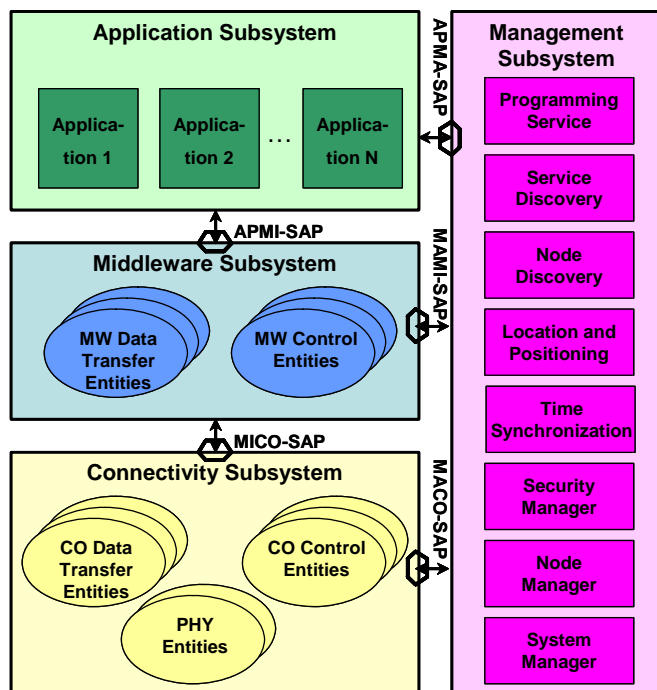 Application Subsystem
Applica-
tion 1
Applica-
tion 2
...
Applica-
tion N
APMI-SAP
Middleware Subsystem
MW Data
Transfer
Entities
MW Control
Entities
MICO-SAP
Connectivity Subsystem
CO Data
Transfer
Entities
CO Control
Entities
PHY
Entities
APMA-SAP
MAMI-SAP
MACO-SAP
Management
Subsystem
Programming
Service
Service
Discovery
Node
Discovery
Location and
Positioning
Time
Synchronization
Security
Manager
Node
Manager
System
Manager